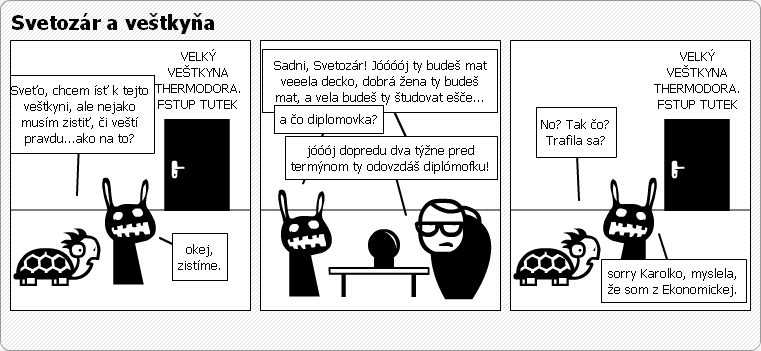 Svetozár a veštkyňa
VELKÝ
VEŠTKYNA
THERMODORA.
FSTUP TUTEK
Sveťo, chcem ísť k tejto
veštkyni, ale nejako
musím zistiť, či veští
pravdu...ako na to?
okej,
zistíme.
Sadni, Svetozár! Jóóóój ty budeš mat
veeela decko, dobrá žena ty budeš
mat, a vela budeš ty študovat ešče...
a čo diplomovka?
jóóój dopredu dva týžne pred
termýnom ty odovzdáš diplómofku!
VELKÝ
VEŠTKYNA
THERMODORA.
FSTUP TUTEK
No? Tak čo?
Trafila sa?
sorry Karolko, myslela,
že som z Ekonomickej.